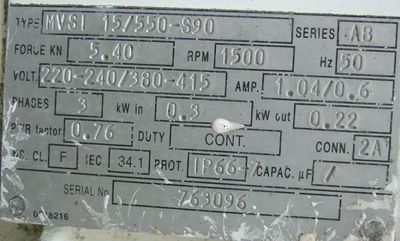 TYPE MVSI 15/550-S90 SERIES AB
FORCE KN 5.40 RPM 1500 Hz 50
VOLT. 220-240/380-415 AMP. 1.04/0.6
PHASES 3 kW in 0.3 kW out 0.22
PWR factor 0.76 DUTY CONT. CONN. 2A
INS. CL. F IEC 34.1 PROT. IP66-7 CAPAC. µF /
SERIAL No 763096